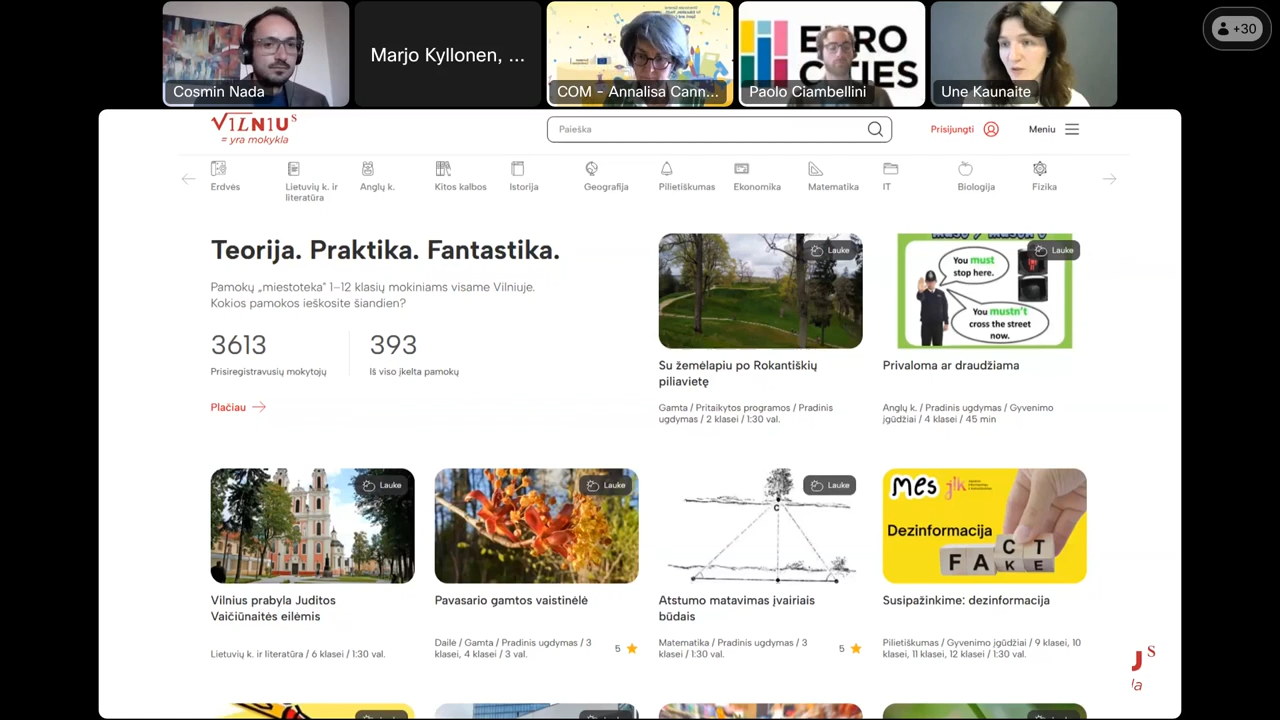 +30
Cosmin Nada
Marjo Kyllonen, ...
COM - Annalisa Cann...
EURO
CITIES
Paolo Ciambellini
Une Kaunaite
VILNIUS
= yra mokykla
Paieška
Prisijungti
Meniu
Erdvės
Lietuvių k. ir
literatūra
Anglų k.
Kitos kalbos
Istorija
Geografija
Pilietiškumas
Ekonomika
Matematika
IT
Biologija
Fizika
Teorija. Praktika. Fantastika.
Pamokų „miestoteka" 1–12 klasių mokiniams visame Vilniuje.
Kokios pamokos ieškosite šiandien?
3613
Prisiregistravusių mokytojų
393
Iš viso įkelta pamokų
Plačiau
Lauke
Su žemėlapiu po Rokantiškių
piliavietę
Gamta / Pritaikytos programos / Pradinis
ugdymas / 2 klasei / 1:30 val.
Lauke
You must
stop here.
You mustn't
cross the street
now.
Privaloma ar draudžiama
Anglų k. / Pradinis ugdymas / Gyvenimo
įgūdžiai / 4 klasei / 45 min
Lauke
Vilnius prabyla Juditos
Vaičiūnaitės eilėmis
Lietuvių k. ir literatūra / 6 klasei / 1:30 val.
Lauke
Pavasario gamtos vaistinėlė
Dailė / Gamta / Pradinis ugdymas / 3
klasei, 4 klasei / 3 val.
5
Lauke
C
Atstumo matavimas įvairiais
būdais
Matematika / Pradinis ugdymas / 3
klasei / 1:30 val.
5
Mes
jik
Dezinformacija
FA CT KE
Susipažinkime: dezinformacija
Pilietiškumas / Gyvenimo įgūdžiai / 9 klasei, 10
klasei, 11 klasei, 12 klasei / 1:30 val.